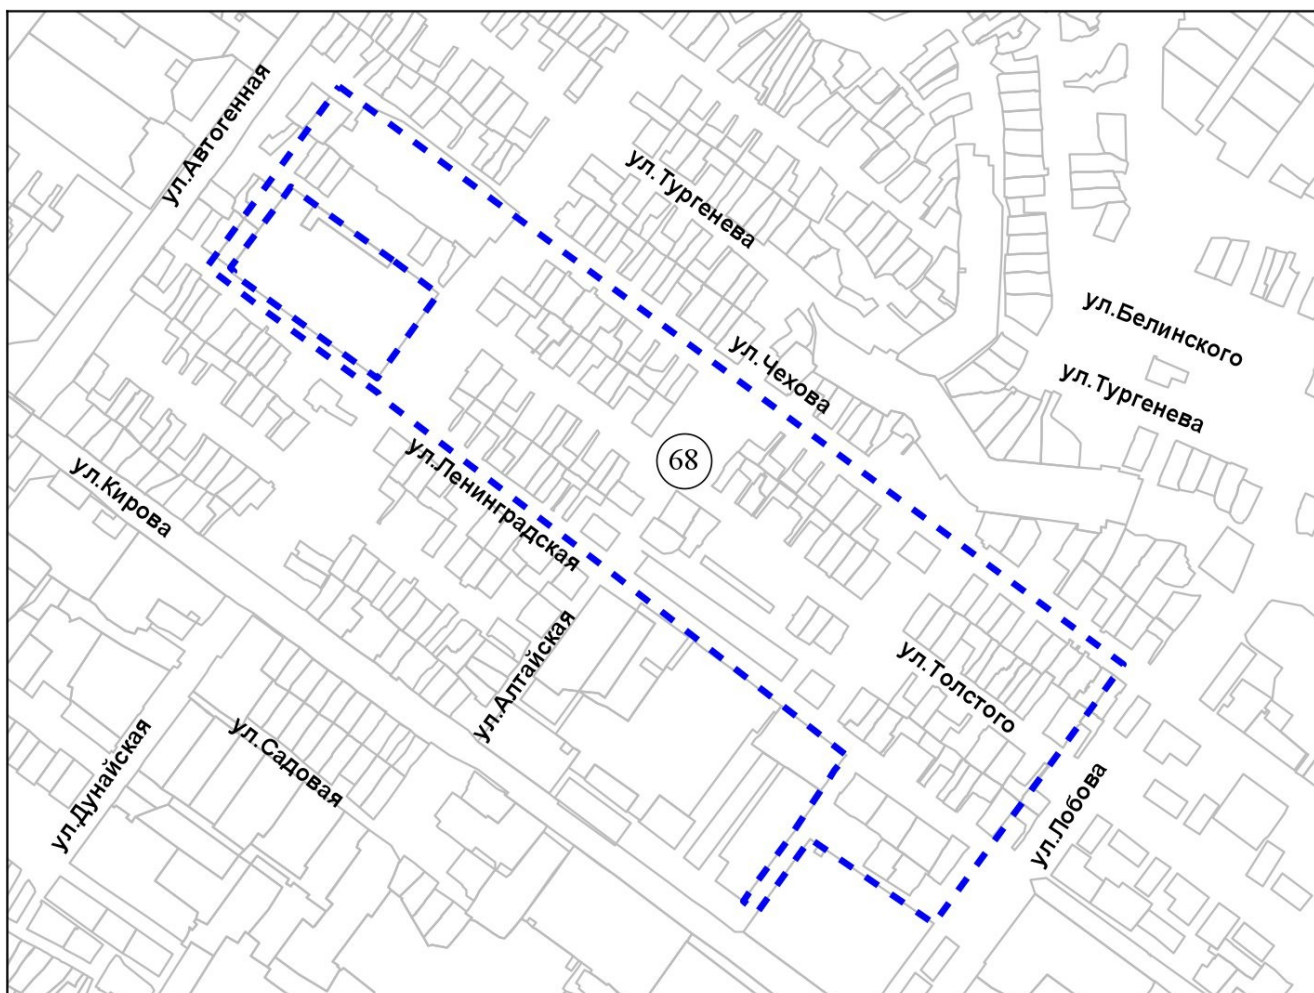 ул.Автогенная
ул.Тургенева
ул.Белинского
ул.Чехова
ул.Тургенева
68
ул.Ленинградская
ул.Кирова
ул.Толстого
ул.Алтайская
ул.Садовая
ул.Дунайская
ул.Лобова